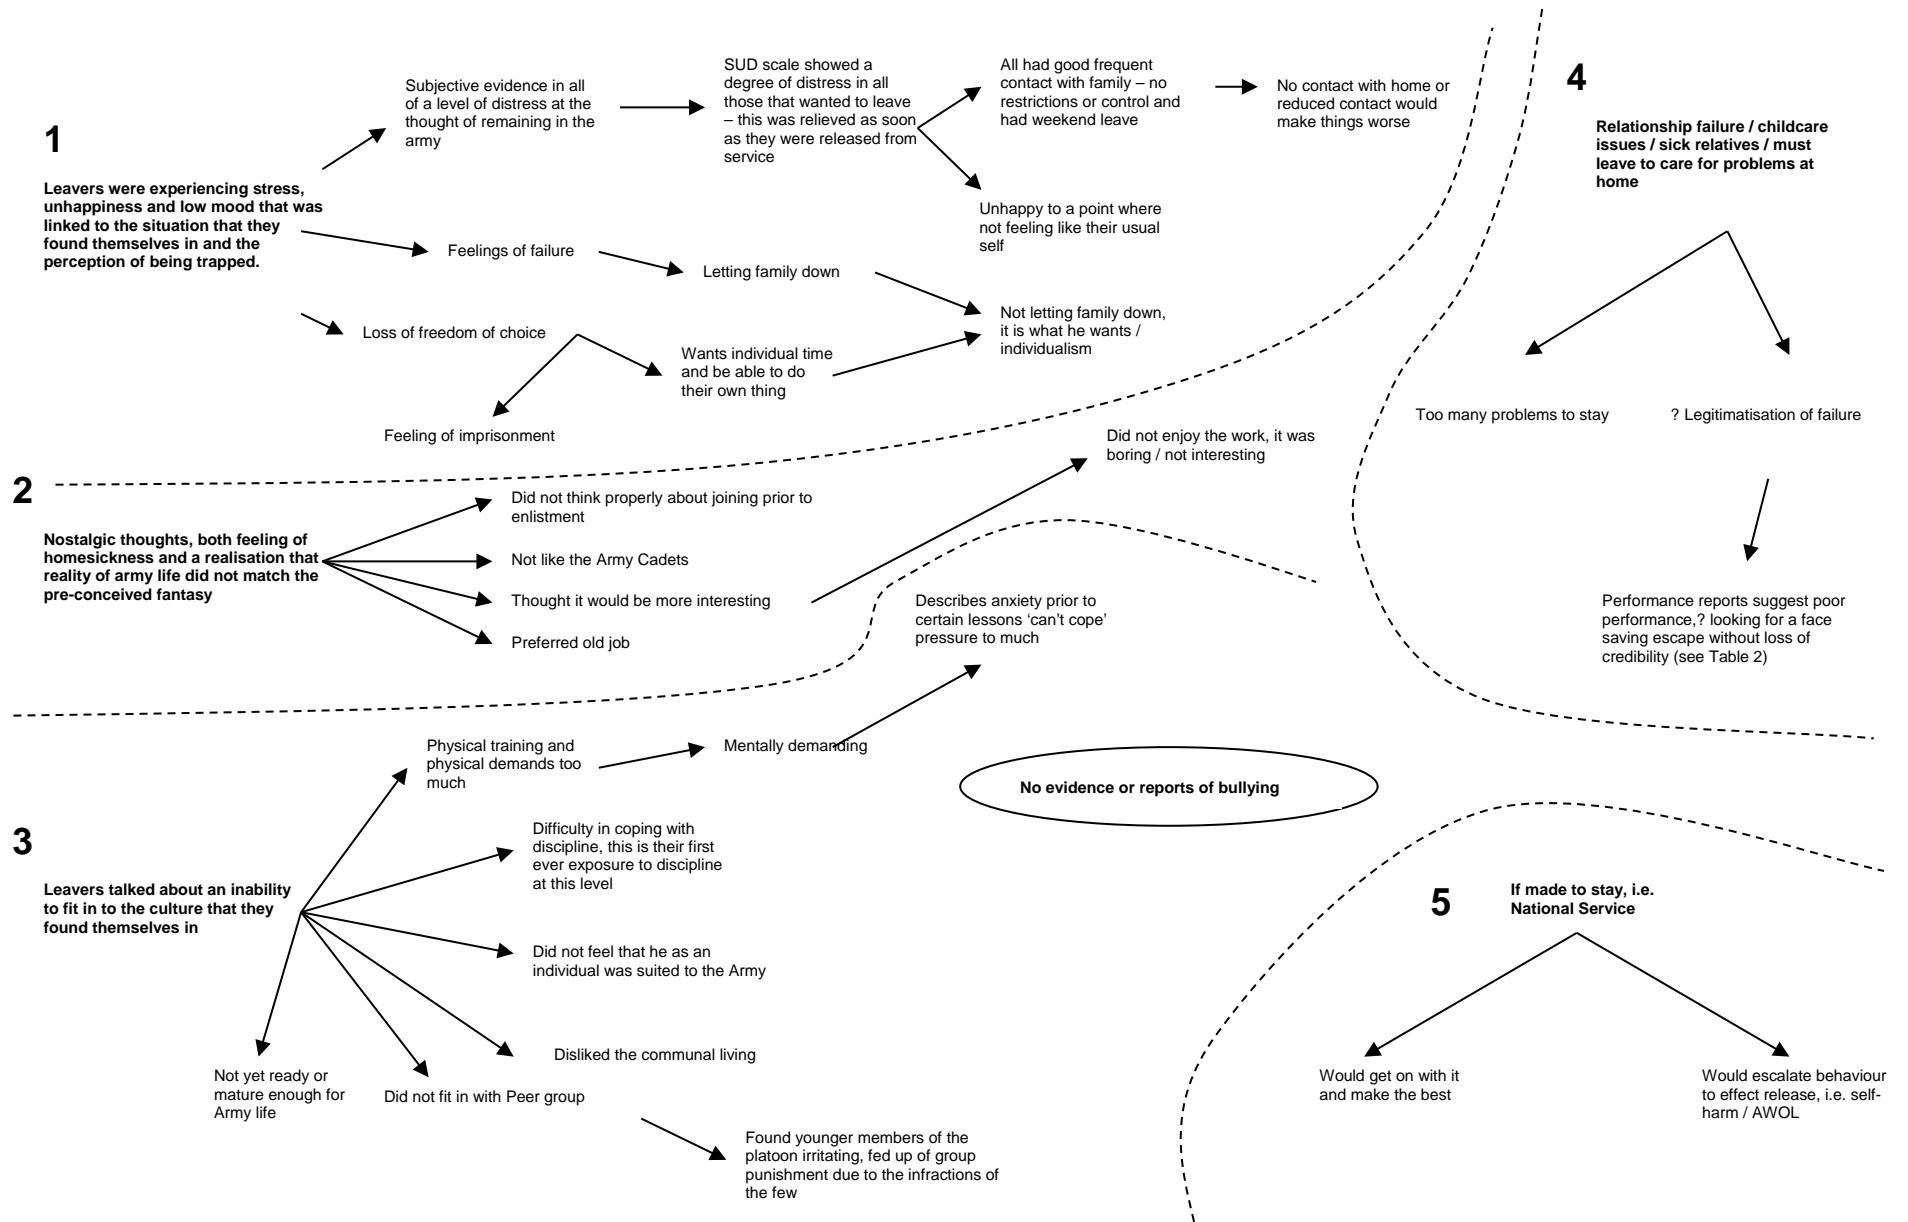 1
Leavers were experiencing stress,
unhappiness and low mood that was
linked to the situation that they
found themselves in and the
perception of being trapped.
Subjective evidence in all
of a level of distress at the
thought of remaining in the
army
SUD scale showed a
degree of distress in all
those that wanted to leave
– this was relieved as soon
as they were released from
service
All had good frequent
contact with family – no
restrictions or control and
had weekend leave
No contact with home or
reduced contact would
make things worse
Unhappy to a point where
not feeling like their usual
self
Feelings of failure
Letting family down
Not letting family down,
it is what he wants /
individualism
Loss of freedom of choice
Wants individual time
and be able to do
their own thing
Feeling of imprisonment
2
Nostalgic thoughts, both feeling of
homesickness and a realisation that
reality of army life did not match the
pre-conceived fantasy
Did not think properly about joining prior to
enlistment
Not like the Army Cadets
Thought it would be more interesting
Preferred old job
Did not enjoy the work, it was
boring / not interesting
3
Leavers talked about an inability
to fit in to the culture that they
found themselves in
Physical training and
physical demands too
much
Mentally demanding
Describes anxiety prior to
certain lessons ‘can’t cope’
pressure to much
Difficulty in coping with
discipline, this is their first
ever exposure to discipline
at this level
Did not feel that he as an
individual was suited to the Army
Disliked the communal living
Did not fit in with Peer group
Found younger members of the
platoon irritating, fed up of group
punishment due to the infractions of
the few
Not yet ready or
mature enough for
Army life
No evidence or reports of bullying
4
Relationship failure / childcare
issues / sick relatives / must
leave to care for problems at
home
Too many problems to stay
? Legitimatisation of failure
Performance reports suggest poor
performance,? looking for a face
saving escape without loss of
credibility (see Table 2)
5
If made to stay, i.e.
National Service
Would get on with it
and make the best
Would escalate behaviour
to effect release, i.e. self-
harm / AWOL